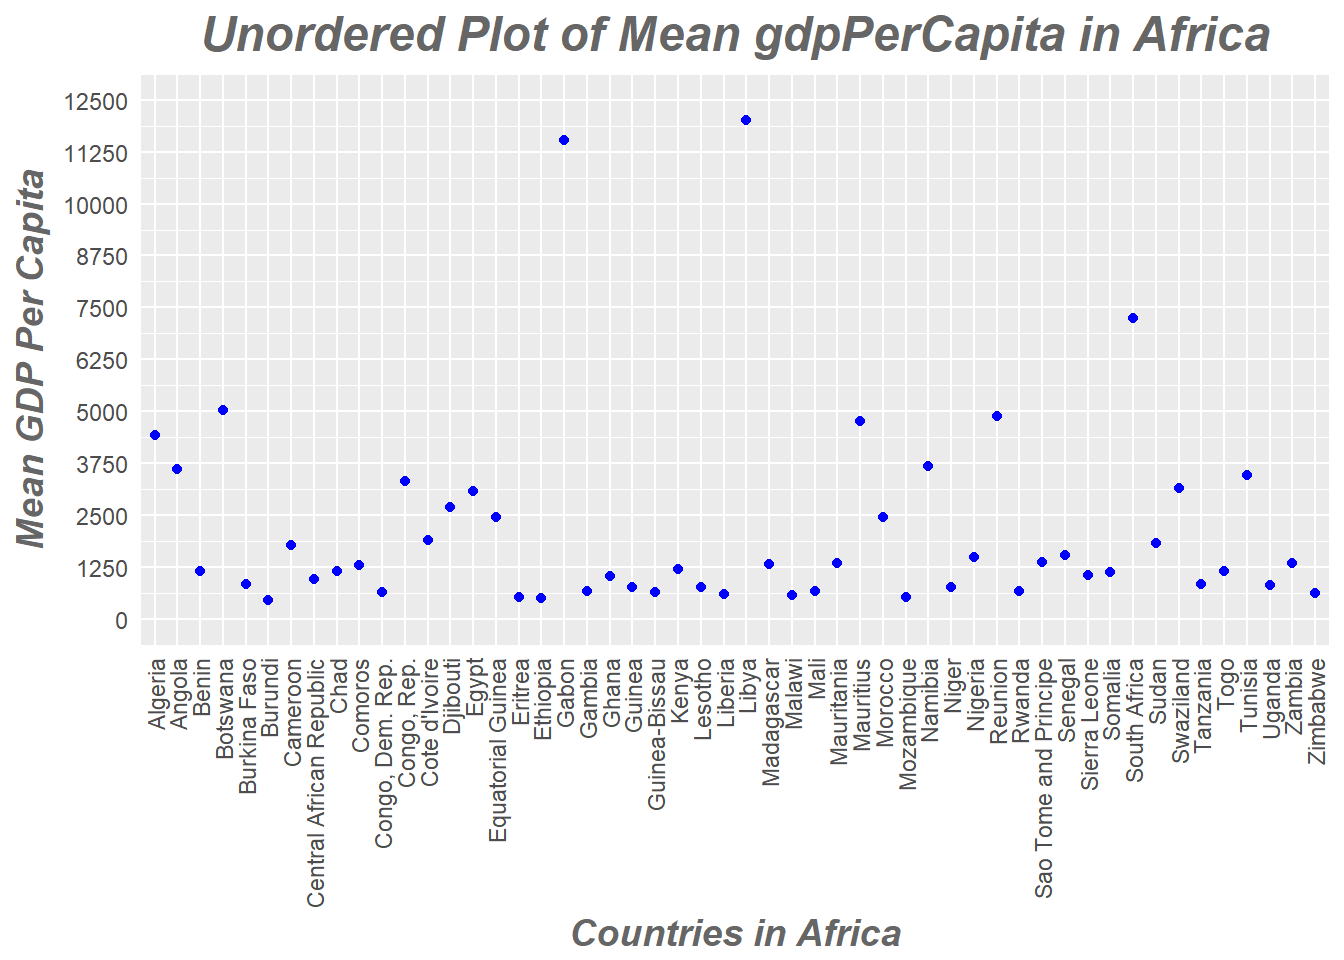 Unordered Plot of Mean gdpPerCapita in Africa
Mean GDP Per Capita
12500
11250
10000
8750
7500
6250
5000
3750
2500
1250
0
Algeria
Angola
Benin
Botswana
Burkina Faso
Burundi
Cameroon
Central African Republic
Chad
Comoros
Congo, Dem. Rep.
Congo, Rep.
Cote d'Ivoire
Djibouti
Egypt
Equatorial Guinea
Eritrea
Ethiopia
Gabon
Gambia
Ghana
Guinea
Guinea-Bissau
Kenya
Lesotho
Liberia
Libya
Madagascar
Malawi
Mali
Mauritania
Mauritius
Morocco
Mozambique
Namibia
Niger
Nigeria
Reunion
Rwanda
Sao Tome and Principe
Senegal
Sierra Leone
Somalia
South Africa
Sudan
Swaziland
Tanzania
Togo
Tunisia
Uganda
Zambia
Zimbabwe
Countries in Africa